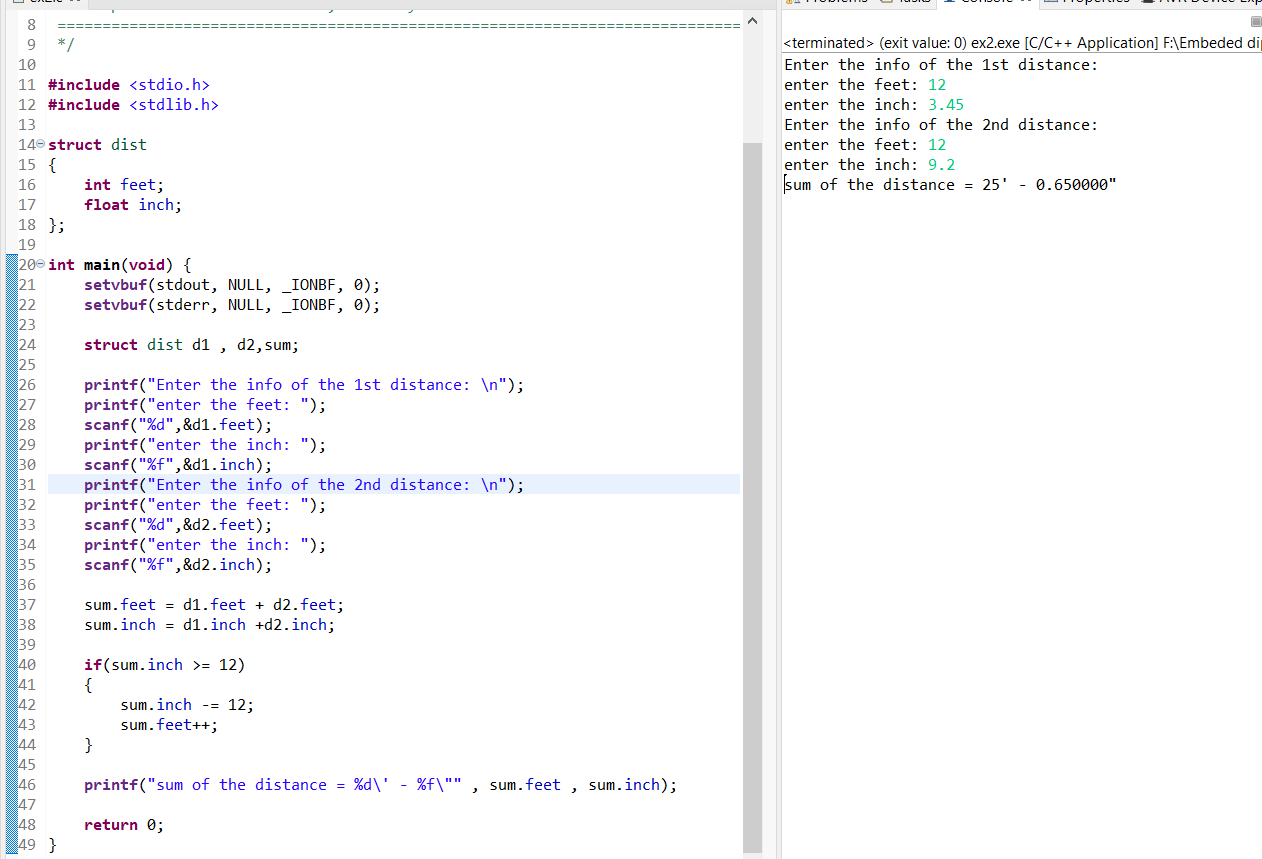 8 ============================================================================
9 */
10
11 #include <stdio.h>
12 #include <stdlib.h>
13
14 struct dist
15 {
16     int feet;
17     float inch;
18 };
19
20 int main(void) {
21     setvbuf(stdout, NULL, _IONBF, 0);
22     setvbuf(stderr, NULL, _IONBF, 0);
23
24     struct dist d1 , d2,sum;
25
26     printf("Enter the info of the 1st distance: \n");
27     printf("enter the feet: ");
28     scanf("%d",&d1.feet);
29     printf("enter the inch: ");
30     scanf("%f",&d1.inch);
31     printf("Enter the info of the 2nd distance: \n");
32     printf("enter the feet: ");
33     scanf("%d",&d2.feet);
34     printf("enter the inch: ");
35     scanf("%f",&d2.inch);
36
37     sum.feet = d1.feet + d2.feet;
38     sum.inch = d1.inch +d2.inch;
39
40     if(sum.inch >= 12)
41     {
42         sum.inch -= 12;
43         sum.feet++;
44     }
45
46     printf("sum of the distance = %d\' - %f\"" , sum.feet , sum.inch);
47
48     return 0;
49 }
<terminated> (exit value: 0) ex2.exe [C/C++ Application] F:\Embeded
Enter the info of the 1st distance:
enter the feet: 12
enter the inch: 3.45
Enter the info of the 2nd distance:
enter the feet: 12
enter the inch: 9.2
sum of the distance = 25' - 0.650000"